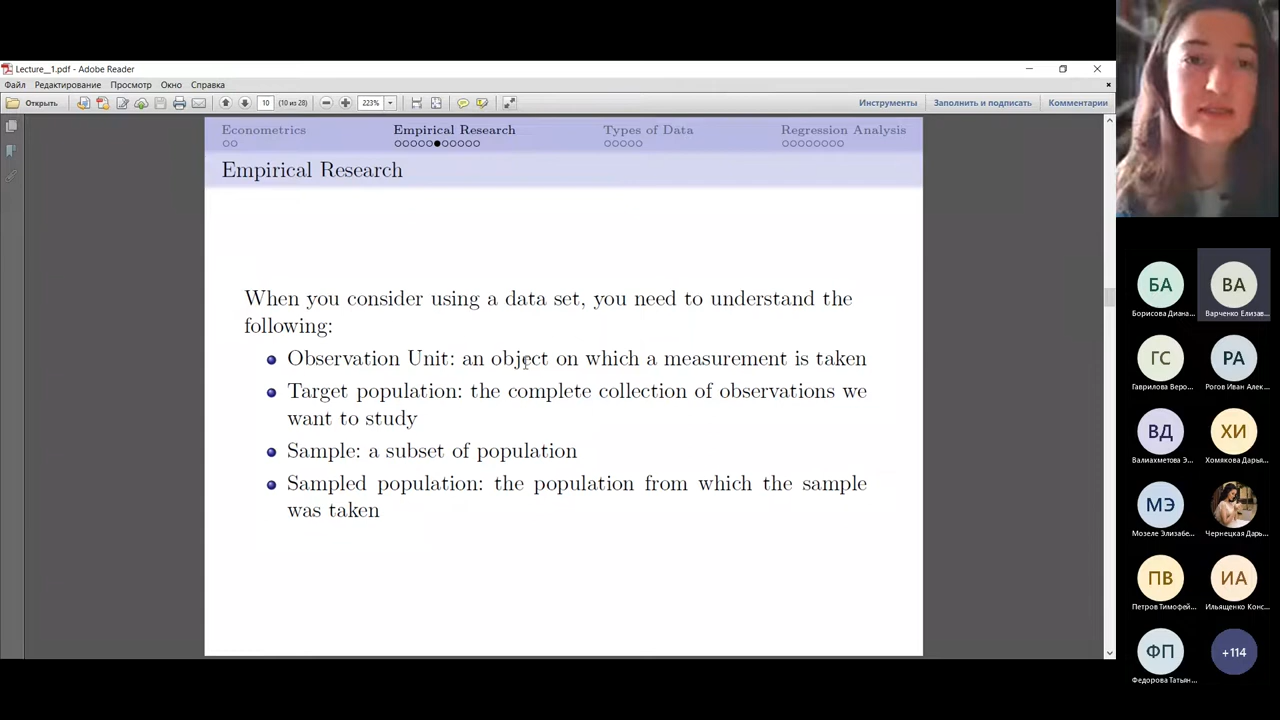 Lecture__1.pdf - Adobe Reader
Файл Редактирование Просмотр Окно Справка
Открыть 10 (10 из 28) 223% Инструменты Заполнить и подписать Комментарии
Econometrics Empirical Research Types of Data Regression Analysis
Empirical Research
When you consider using a data set, you need to understand the
following:
Observation Unit: an object on which a measurement is taken
Target population: the complete collection of observations we
want to study
Sample: a subset of population
Sampled population: the population from which the sample
was taken
БА ВА
Борисова Диана... Варченко Елизав...
ГС РА
Гаврилова Веро... Рогов Иван Алек...
ВД ХИ
Валиахметова Э... Хомякова Дарья...
МЭ
Мозеле Элизабе... Чернецкая Дарь...
ПВ ИА
Петров Тимофей... Ильященко Конс...
ФП +114
Федорова Татьян...